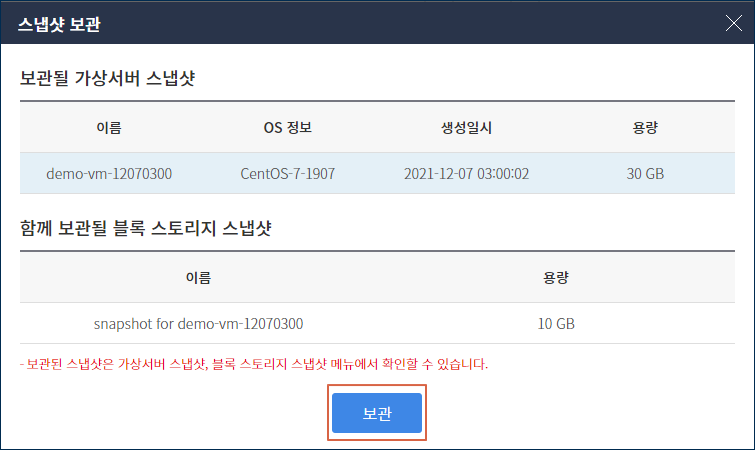 스냅샷 보관
보관될 가상서버 스냅샷
이름 OS 정보 생성일시 용량
demo-vm-12070300 CentOS-7-1907 2021-12-07 03:00:02 30 GB
함께 보관될 블록 스토리지 스냅샷
이름 용량
snapshot for demo-vm-12070300 10 GB
- 보관된 스냅샷은 가상서버 스냅샷, 블록 스토리지 스냅샷 메뉴에서 확인할 수 있습니다.
보관